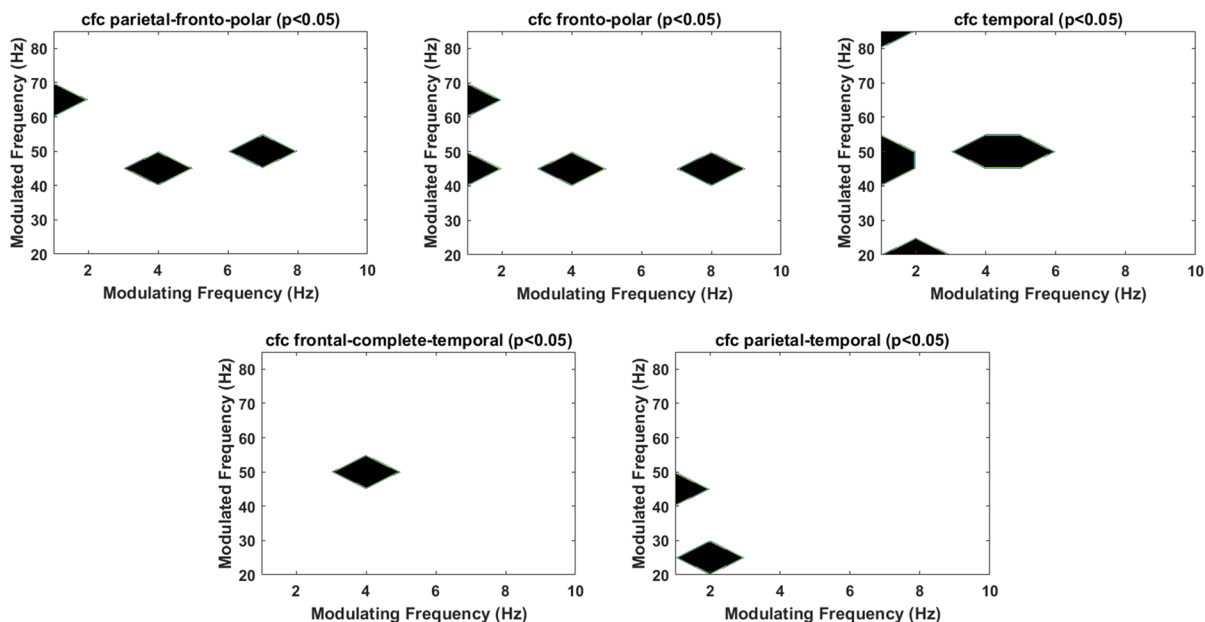 cfc parietal-fronto-polar (p<0.05)
Modulated Frequency (Hz)
80
70
60
50
40
30
20
2 4 6 8 10
Modulating Frequency (Hz)
cfc fronto-polar (p<0.05)
Modulated Frequency (Hz)
80
70
60
50
40
30
20
2 4 6 8 10
Modulating Frequency (Hz)
cfc temporal (p<0.05)
Modulated Frequency (Hz)
80
70
60
50
40
30
20
2 4 6 8 10
Modulating Frequency (Hz)
cfc frontal-complete-temporal (p<0.05)
Modulated Frequency (Hz)
80
70
60
50
40
30
20
2 4 6 8 10
Modulating Frequency (Hz)
cfc parietal-temporal (p<0.05)
Modulated Frequency (Hz)
80
70
60
50
40
30
20
2 4 6 8 10
Modulating Frequency (Hz)